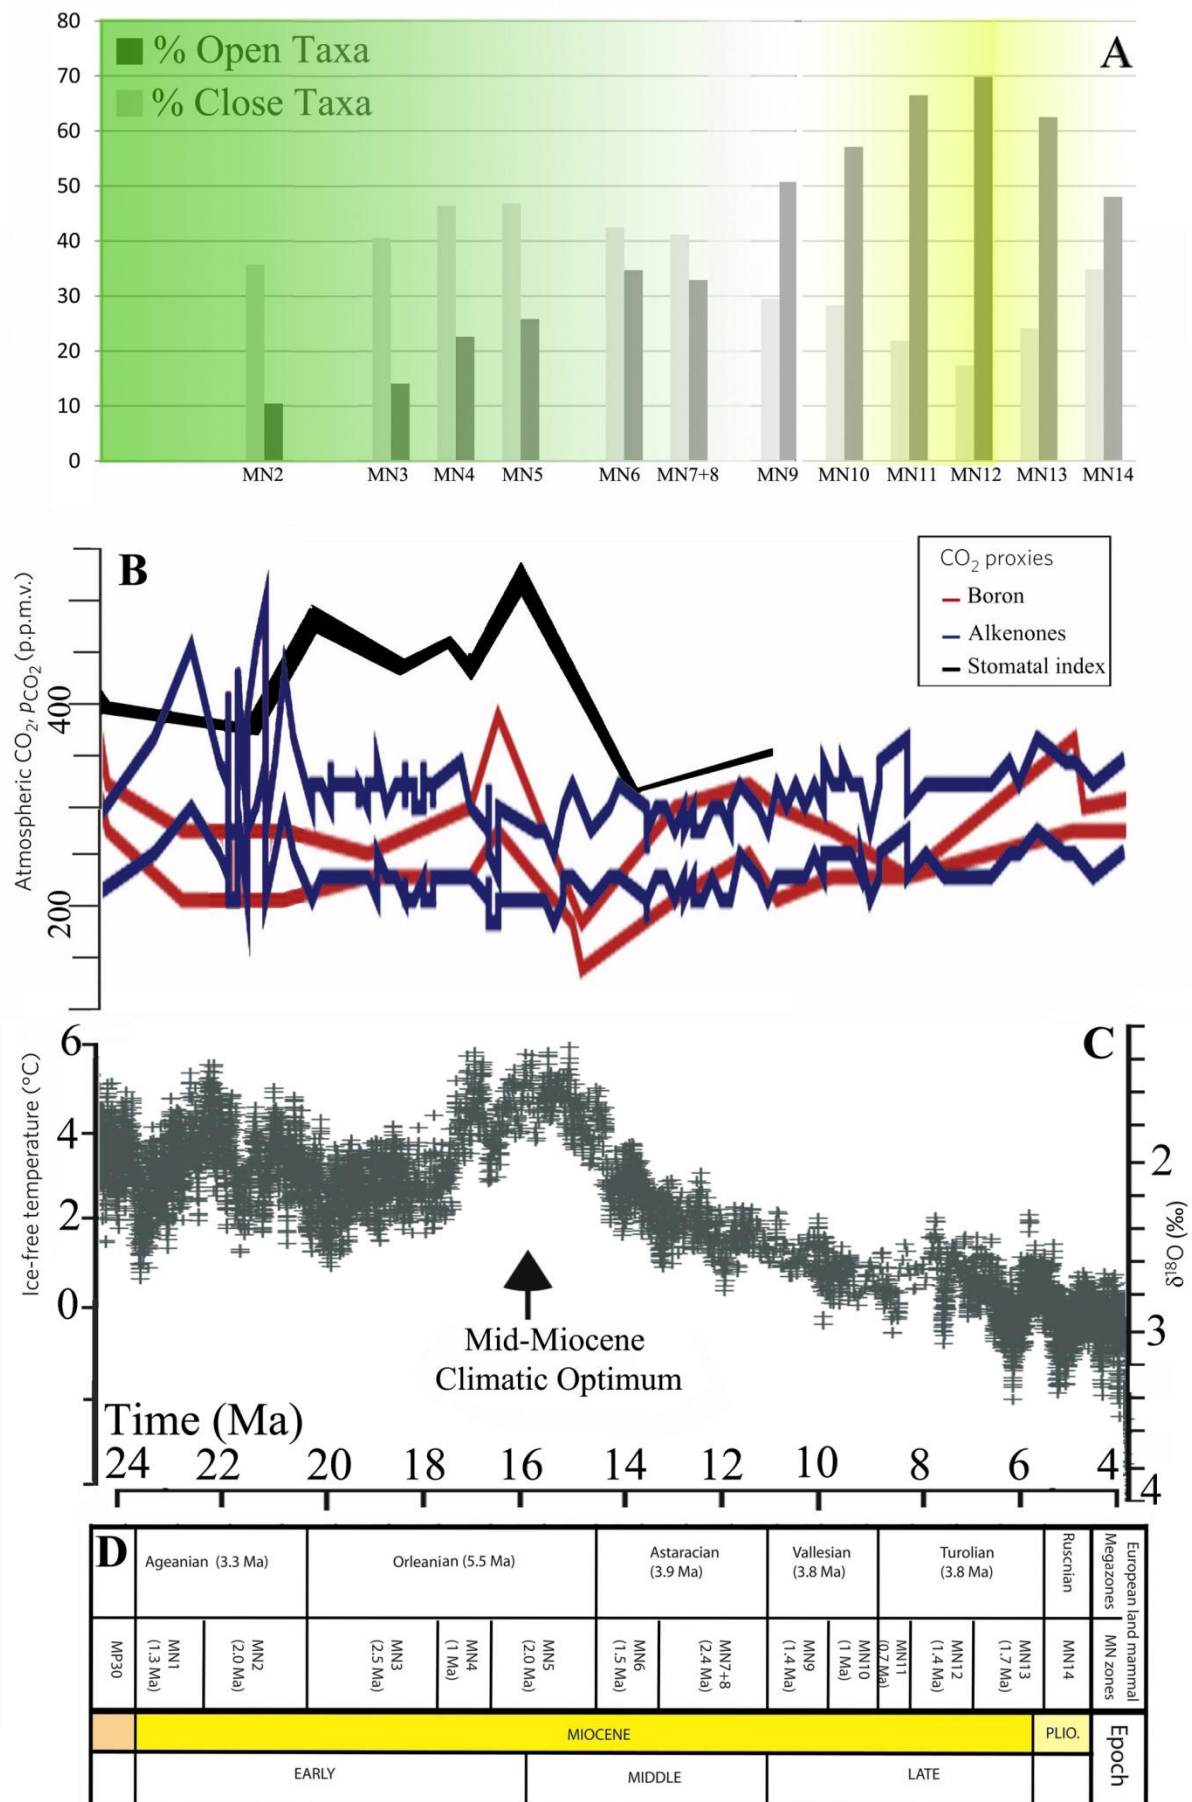 80
% Open Taxa
A
70
% Close Taxa
60
50
40
30
20
10
0
MN2 MN3 MN4 MN5 MN6 MN7+8 MN9 MN10 MN11 MN12 MN13 MN14
B
CO2 proxies
Boron
Alkenones
Stomatal index
Atmospheric CO2, pCO2 (p.p.m.v.)
400
200
C
Ice-free temperature (°C)
6
4
2
0
2
3
4
δ18O (‰)
Mid-Miocene
Climatic Optimum
Time (Ma)
24 22 20 18 16 14 12 10 8 6 4
D
Ageanian (3.3 Ma)
Orleanian (5.5 Ma)
Astaracian
(3.9 Ma)
Vallesian
(3.8 Ma)
Turolian
(3.8 Ma)
Ruscnian
European land mammal
Megazones
MP30
MN1
(1.3 Ma)
MN2
(2.0 Ma)
MN3
(2.5 Ma)
MN4
(1 Ma)
MN5
(2.0 Ma)
MN6
(1.5 Ma)
MN7+8
(2.4 Ma)
MN9
(1.4 Ma)
MN10
(1 Ma)
MN11
(0.7 Ma)
MN12
(1.4 Ma)
MN13
(1.7 Ma)
MN14
MN zones
MIOCENE
PLIO.
Epoch
EARLY
MIDDLE
LATE